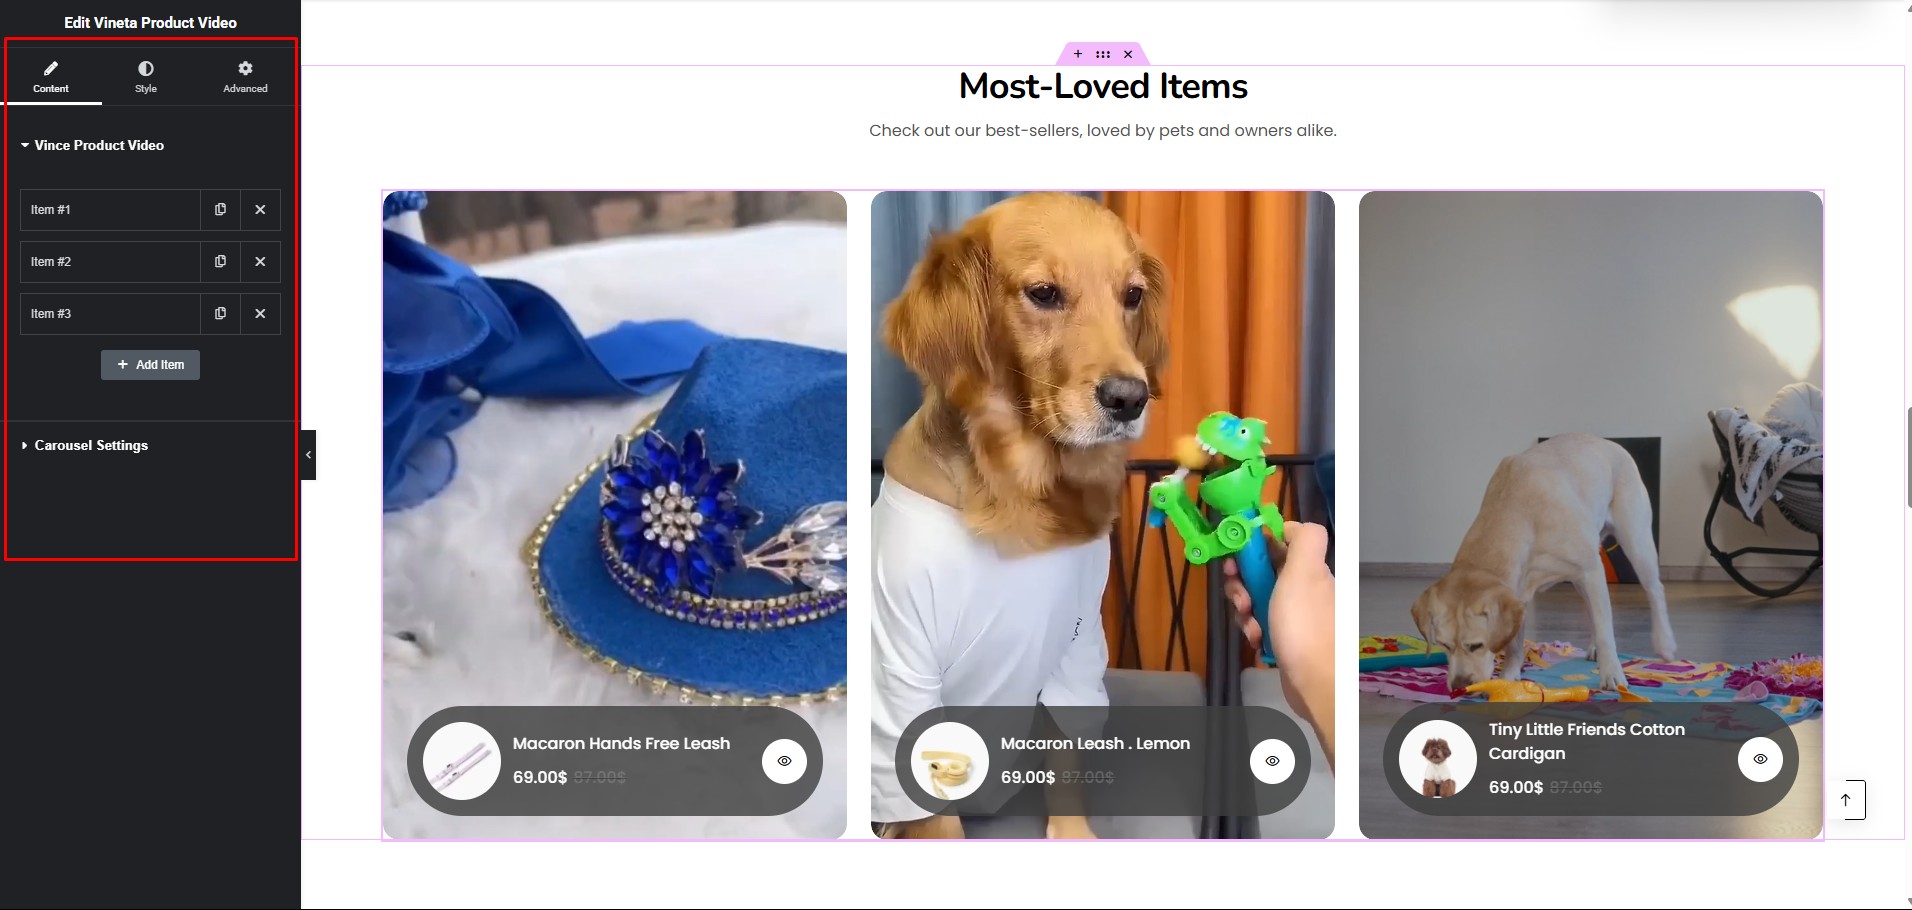 Edit Vineta Product Video
Content
Style
Advanced
Vince Product Video
Item #1
Item #2
Item #3
+ Add Item
Carousel Settings
Most-Loved Items
Check out our best-sellers, loved by pets and owners alike.
Macaron Hands Free Leash
69.00$ 87.00$
Macaron Leash . Lemon
69.00$ 87.00$
Tiny Little Friends Cotton
Cardigan
69.00$ 87.00$